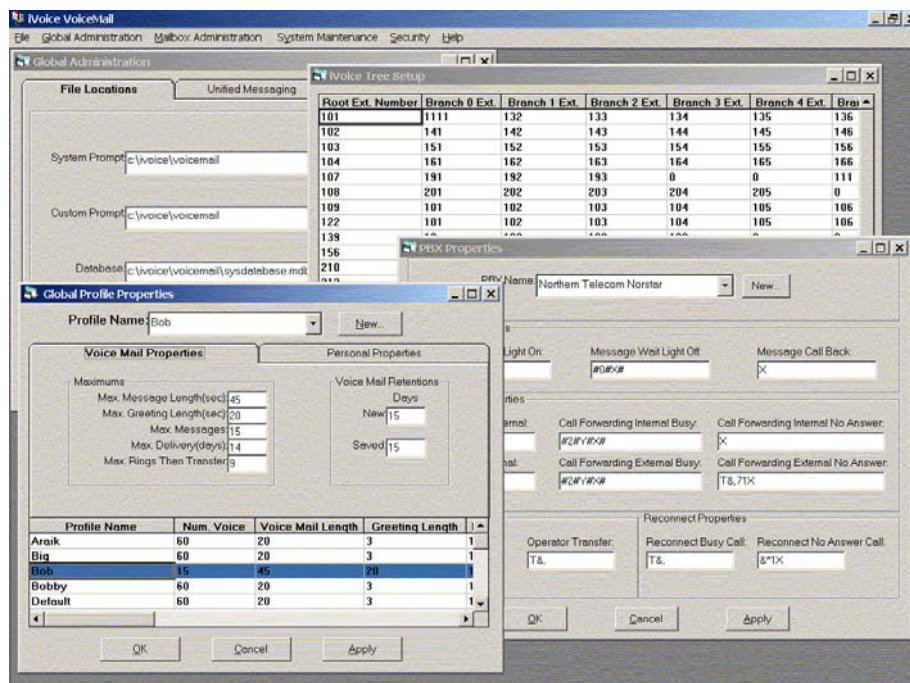 iVoice VoiceMail
File Global Administration Mailbox Administration System Maintenance Security Help
Global Administration
File Locations Unified Messaging
System Prompt: c:\ivoice\voicemail
Custom Prompt: c:\ivoice\voicemail
Database: c:\ivoice\voicemail\sysdatabase.mdb
iVoice Tree Setup
Root Ext. Number Branch 0 Ext. Branch 1 Ext. Branch 2 Ext. Branch 3 Ext. Branch 4 Ext.
101 1111 132 133 134 135 136
102 141 142 143 144 145 146
103 151 152 153 154 155 156
104 161 162 163 164 165 166
107 191 192 193 0 0 111
108 201 202 203 204 205 0
109 101 102 103 104 105 106
122 101 102 103 104 105 106
139
156
210
PBX Properties
PBX Name: Northern Telecom Norstar New...
Light On: Message Wait Light Off: Message Call Back:
#0#X# X
Call Forwarding Internal Busy: Call Forwarding Internal No Answer:
#2#Y#X# X
Call Forwarding External Busy: Call Forwarding External No Answer:
#2#Y#X# T&,71X
Reconnect Properties
Operator Transfer: Reconnect Busy Call: Reconnect No Answer Call:
T&, T&, &*1X
OK Cancel Apply
Global Profile Properties
Profile Name: Bob New...
Voice Mail Properties Personal Properties
Maximums
Max. Message Length(sec): 45
Max. Greeting Length(sec): 20
Max. Messages: 15
Max. Delivery(days): 14
Max. Rings Then Transfer: 9
Voice Mail Retentions
Days
New: 15
Saved: 15
Profile Name Num. Voice Voice Mail Length Greeting Length
Araik 60 20 3 1
Big 60 20 3 1
Bob 15 45 20 1
Bobby 60 20 3 1
Default 60 20 3 1
OK Cancel Apply